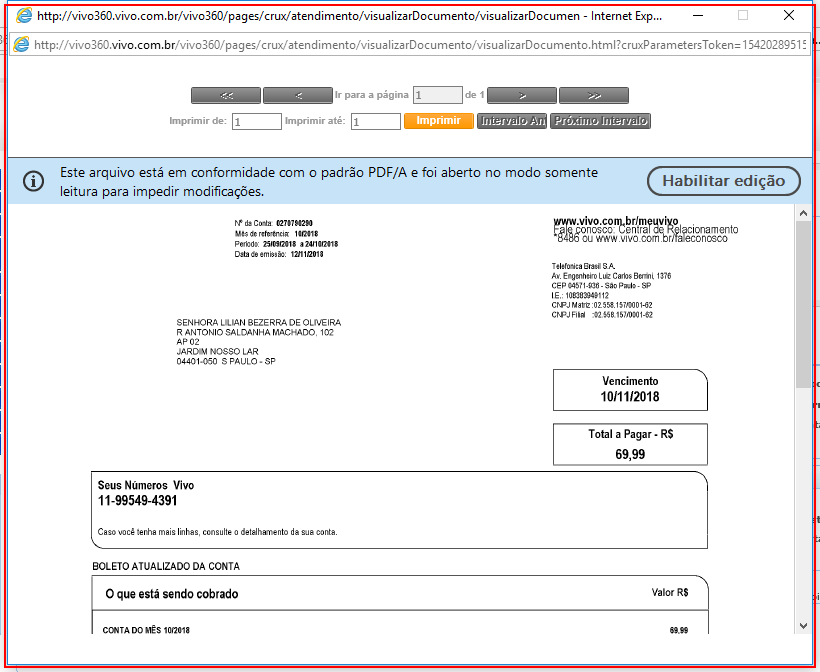 http://vivo360.vivo.com.br/vivo360/pages/crux/atendimento/visualizarDocumento/visualizarDocumen - Internet Exp...
http://vivo360.vivo.com.br/vivo360/pages/crux/atendimento/visualizarDocumento/visualizarDocumento.html?cruxParametersToken=15420289515
<< < Ir para a página 1 de 1 > >>
Imprimir de: 1 Imprimir até: 1 Imprimir Intervalo An Próximo Intervalo
Este arquivo está em conformidade com o padrão PDF/A e foi aberto no modo somente
leitura para impedir modificações.
Habilitar edição
Nº da Conta: 0270790290
Mês de referência: 10/2018
Período: 25/09/2018 a 24/10/2018
Data de emissão: 12/11/2018
www.vivo.com.br/meuvivo
Fale conosco: Central de Relacionamento
*8486 ou www.vivo.com.br/faleconosco
Telefonica Brasil S.A.
Av. Engenheiro Luiz Carlos Berrini, 1376
CEP 04571-936 - São Paulo - SP
I.E.: 108383949112
CNPJ Matriz :02.558.157/0001-62
CNPJ Filial :02.558.157/0001-62
SENHORA LILIAN BEZERRA DE OLIVEIRA
R ANTONIO SALDANHA MACHADO, 102
AP 02
JARDIM NOSSO LAR
04401-050 S PAULO - SP
Vencimento
10/11/2018
Total a Pagar - R$
69,99
Seus Números Vivo
11-99549-4391
Caso você tenha mais linhas, consulte o detalhamento da sua conta.
BOLETO ATUALIZADO DA CONTA
O que está sendo cobrado Valor R$
CONTA DO MÊS 10/2018 69,99